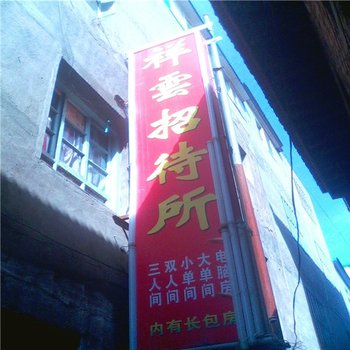 祥雲招待所
电脑房
大单间
小单间
双人间
三人间
内有长包房